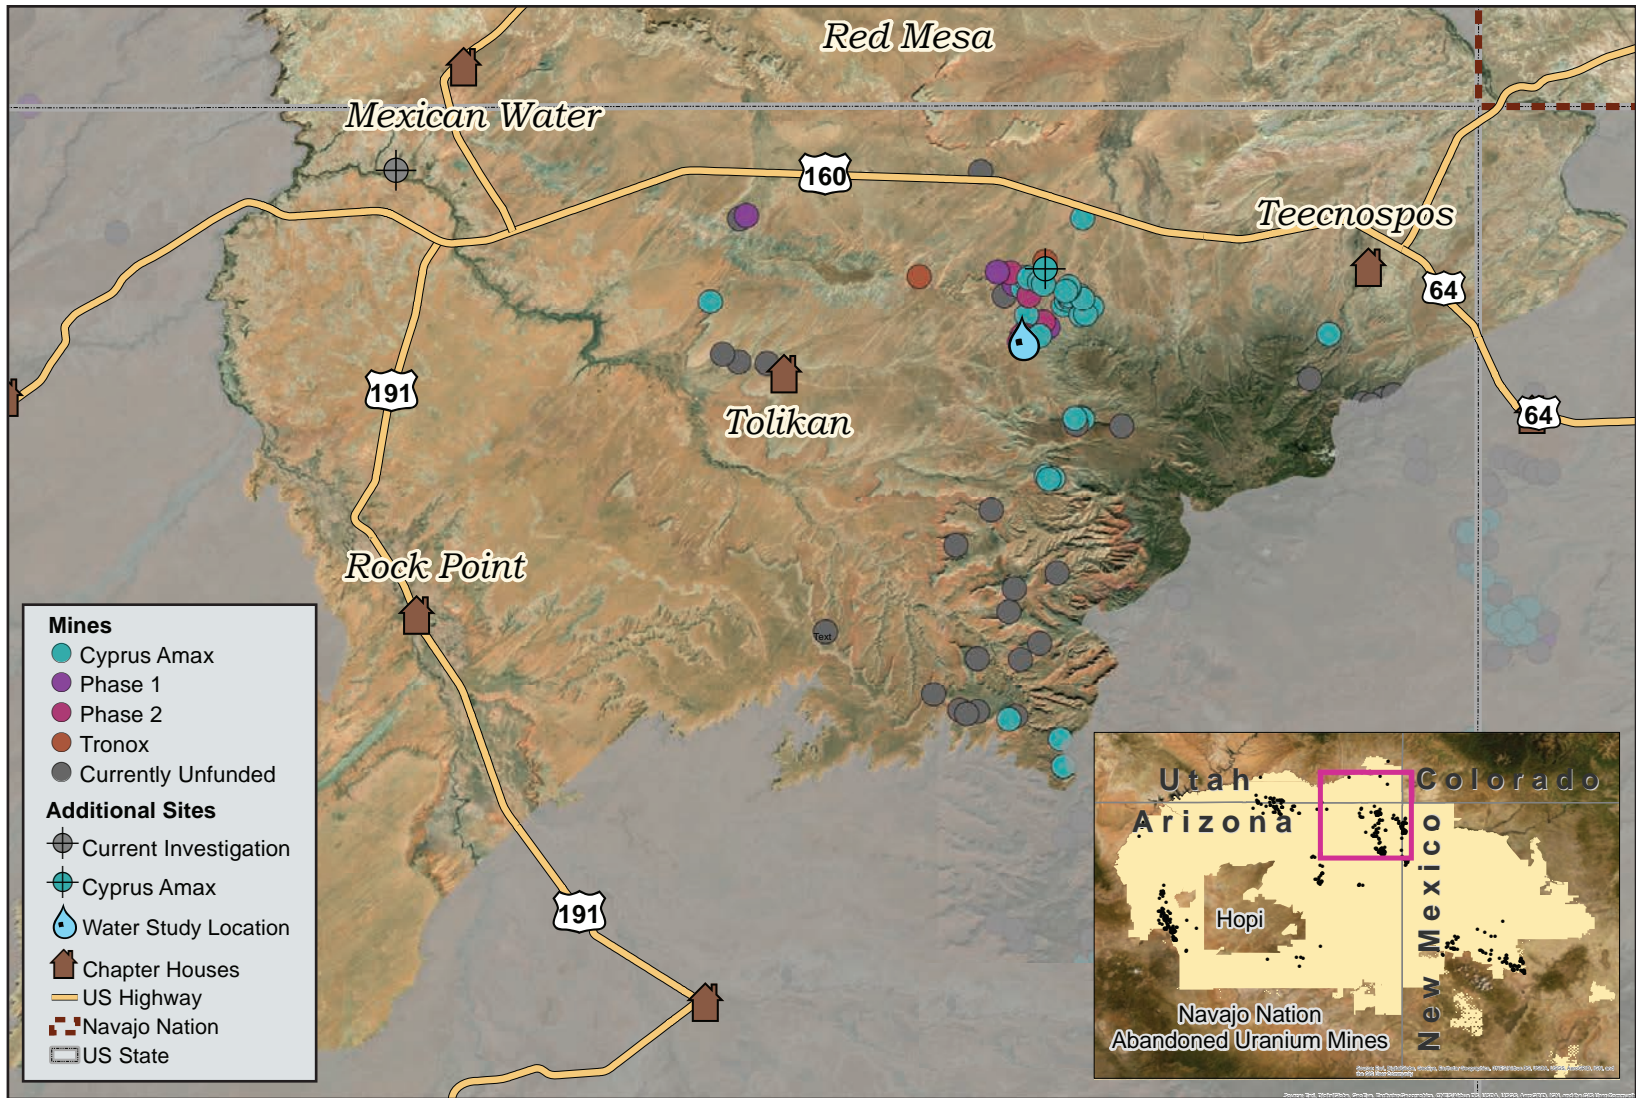 Red Mesa
Mexican Water
160
Teecnospos
64
191
64
Tolikan
Rock Point
Text
191
Mines
Cyprus Amax
Phase 1
Phase 2
Tronox
Currently Unfunded
Additional Sites
Current Investigation
Cyprus Amax
Water Study Location
Chapter Houses
US Highway
Navajo Nation
US State
Utah
Colorado
Arizona
New Mexico
Hopi
Navajo Nation
Abandoned Uranium Mines